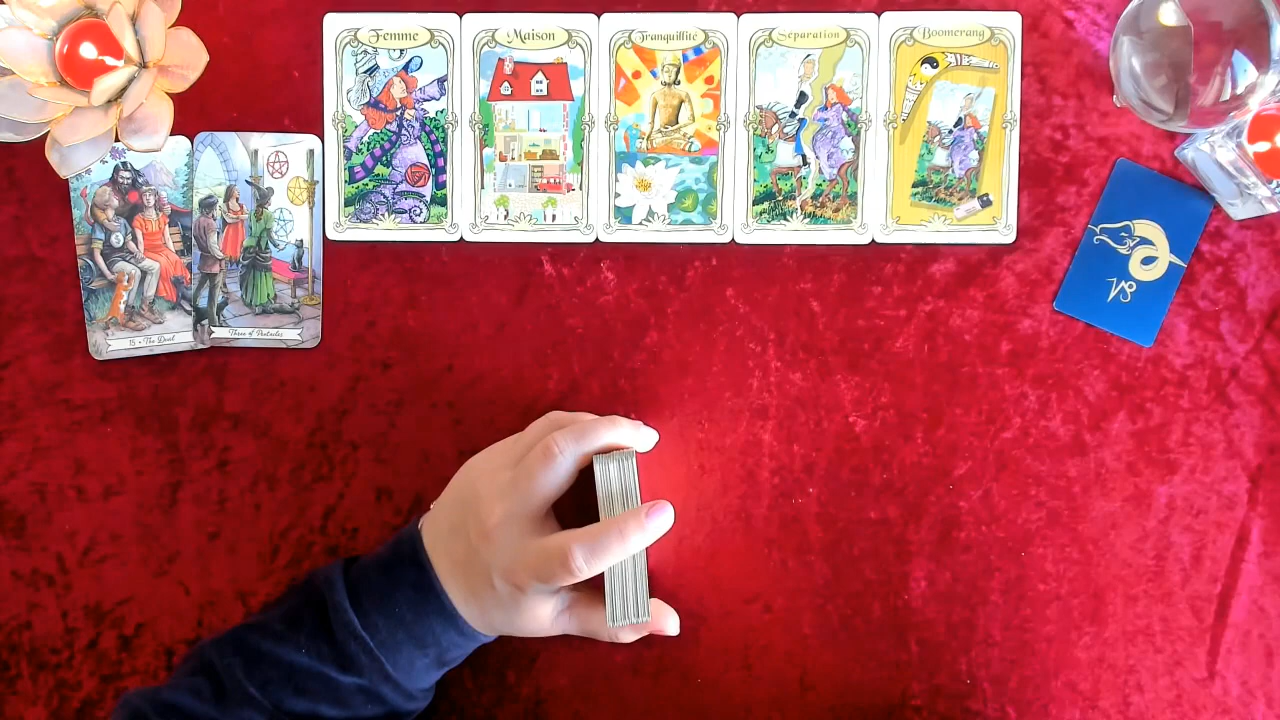 Femme
Maison
Tranquillité
Séparation
Boomerang
15 • The Devil
Three of Pentacles